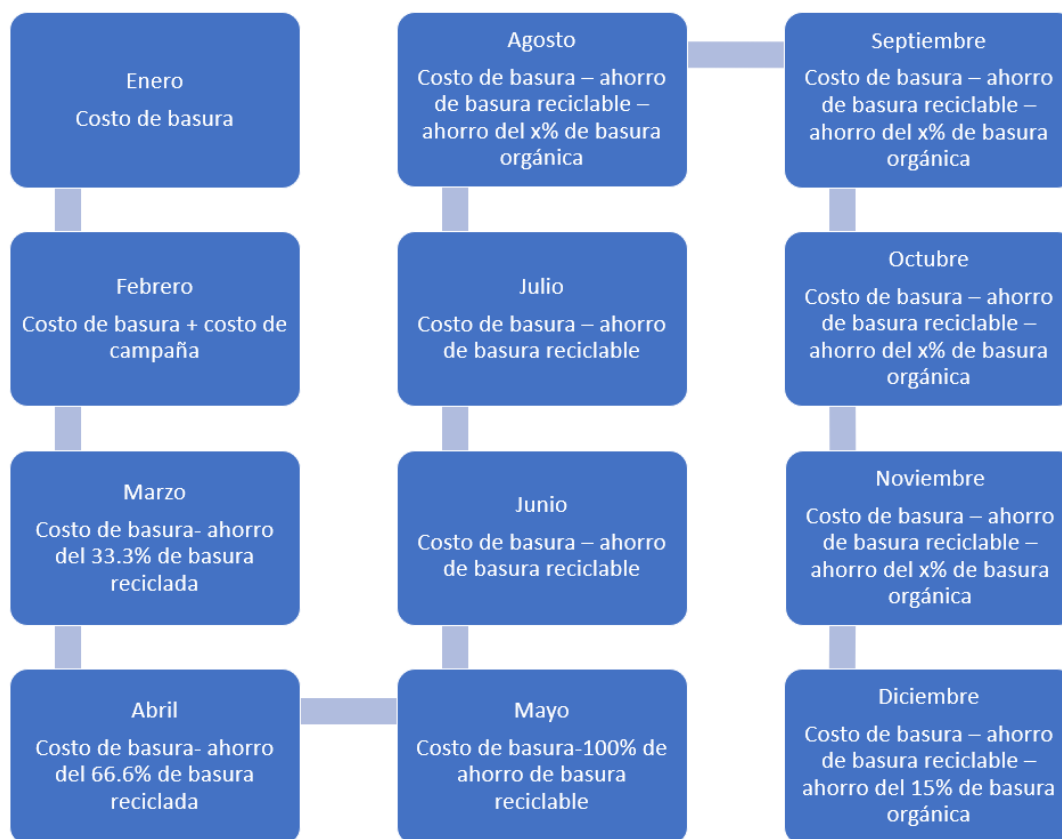 Enero
Costo de basura
Febrero
Costo de basura + costo de
campaña
Marzo
Costo de basura- ahorro
del 33.3% de basura
reciclada
Abril
Costo de basura- ahorro
del 66.6% de basura
reciclada
Mayo
Costo de basura-100% de
ahorro de basura
reciclable
Junio
Costo de basura – ahorro
de basura reciclable
Julio
Costo de basura – ahorro
de basura reciclable
Agosto
Costo de basura – ahorro
de basura reciclable –
ahorro del x% de basura
orgánica
Septiembre
Costo de basura – ahorro
de basura reciclable –
ahorro del x% de basura
orgánica
Octubre
Costo de basura – ahorro
de basura reciclable –
ahorro del x% de basura
orgánica
Noviembre
Costo de basura – ahorro
de basura reciclable –
ahorro del x% de basura
orgánica
Diciembre
Costo de basura – ahorro
de basura reciclable –
ahorro del 15% de basura
orgánica